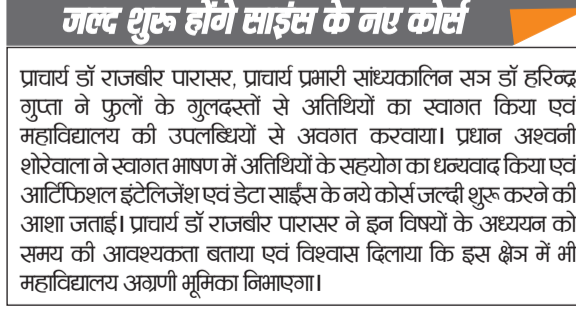 जल्द शुरू होंगे साइंस के नए कोर्स
प्राचार्य डॉ राजबीर पारासर, प्राचार्य प्रभारी सांध्यकालिन सत्र डॉ हरिन्द्र
गुप्ता ने फुलों के गुलदस्तों से अतिथियों का स्वागत किया एवं
महाविद्यालय की उपलब्धियों से अवगत करवाया। प्रधान अश्वनी
शोरेवाला ने स्वागत भाषण में अतिथियों के सहयोग का धन्यवाद किया एवं
आर्टिफिशल इंटेलिजेंश एवं डेटा साईंस के नये कोर्स जल्दी शुरू करने की
आशा जताई। प्राचार्य डॉ राजबीर पारासर ने इन विषयों के अध्ययन को
समय की आवश्यकता बताया एवं विश्वास दिलाया कि इस क्षेत्र में भी
महाविद्यालय अग्रणी भूमिका निभाएगा।